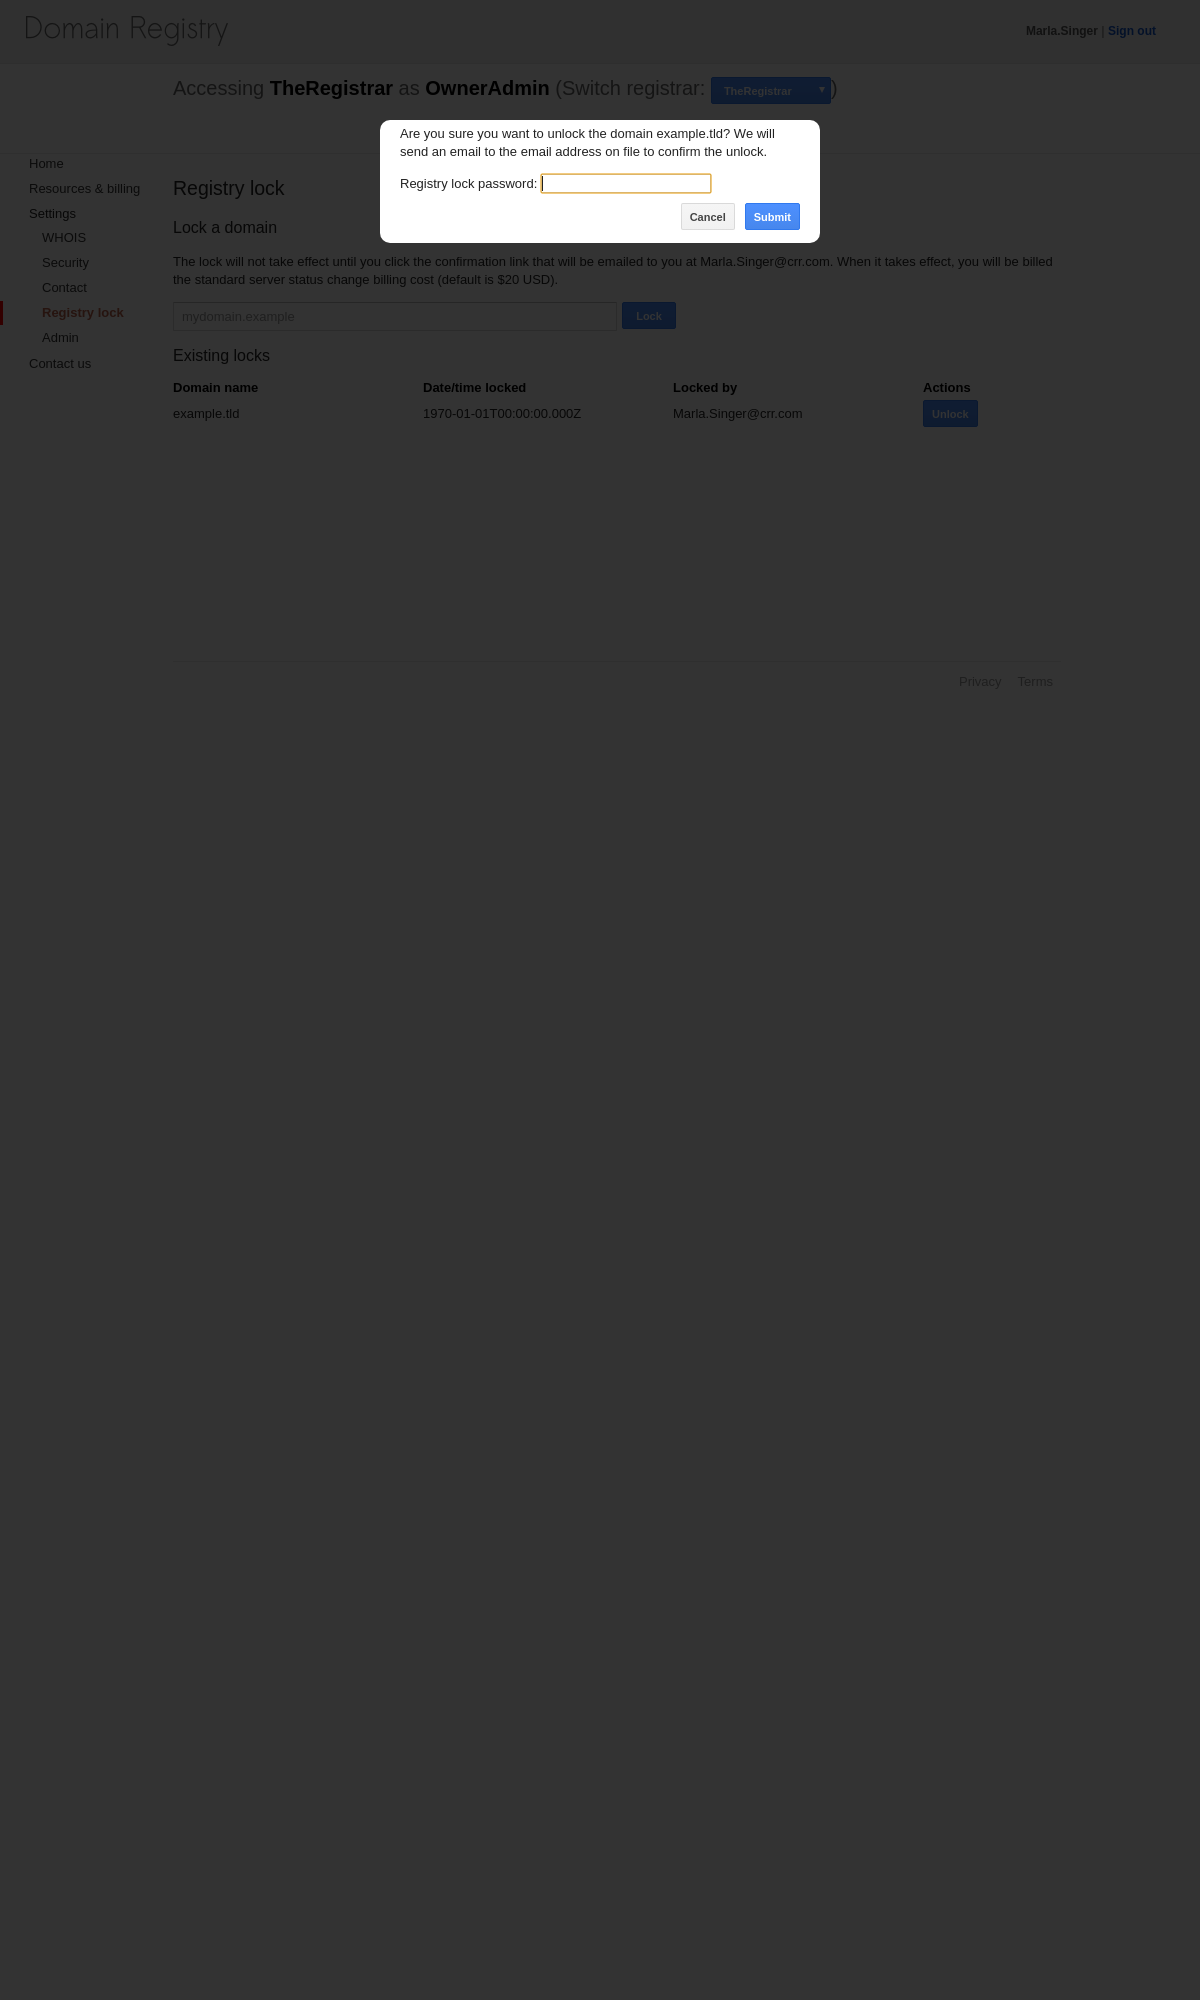 Domain Registry
Marla.Singer | Sign out
Accessing TheRegistrar as OwnerAdmin (Switch registrar: TheRegistrar ▼)
Are you sure you want to unlock the domain example.tld? We will
send an email to the email address on file to confirm the unlock.
Registry lock password:
Cancel Submit
Home
Resources & billing
Settings
WHOIS
Security
Contact
Registry lock
Admin
Contact us
Registry lock
Lock a domain
The lock will not take effect until you click the confirmation link that will be emailed to you at Marla.Singer@crr.com. When it takes effect, you will be billed
the standard server status change billing cost (default is $20 USD).
mydomain.example Lock
Existing locks
Domain name Date/time locked Locked by Actions
example.tld 1970-01-01T00:00:00.000Z Marla.Singer@crr.com Unlock
Privacy Terms